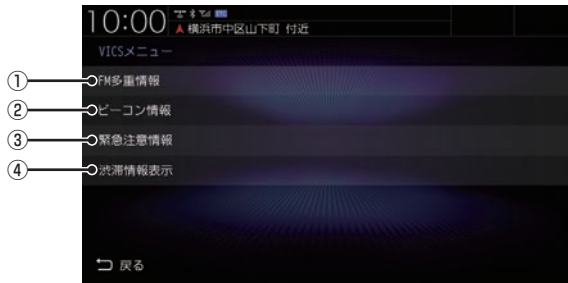 10:00
横浜市中区山下町 付近
VICSメニュー
① FM多重情報
② ビーコン情報
③ 緊急注意情報
④ 渋滞情報表示
戻る